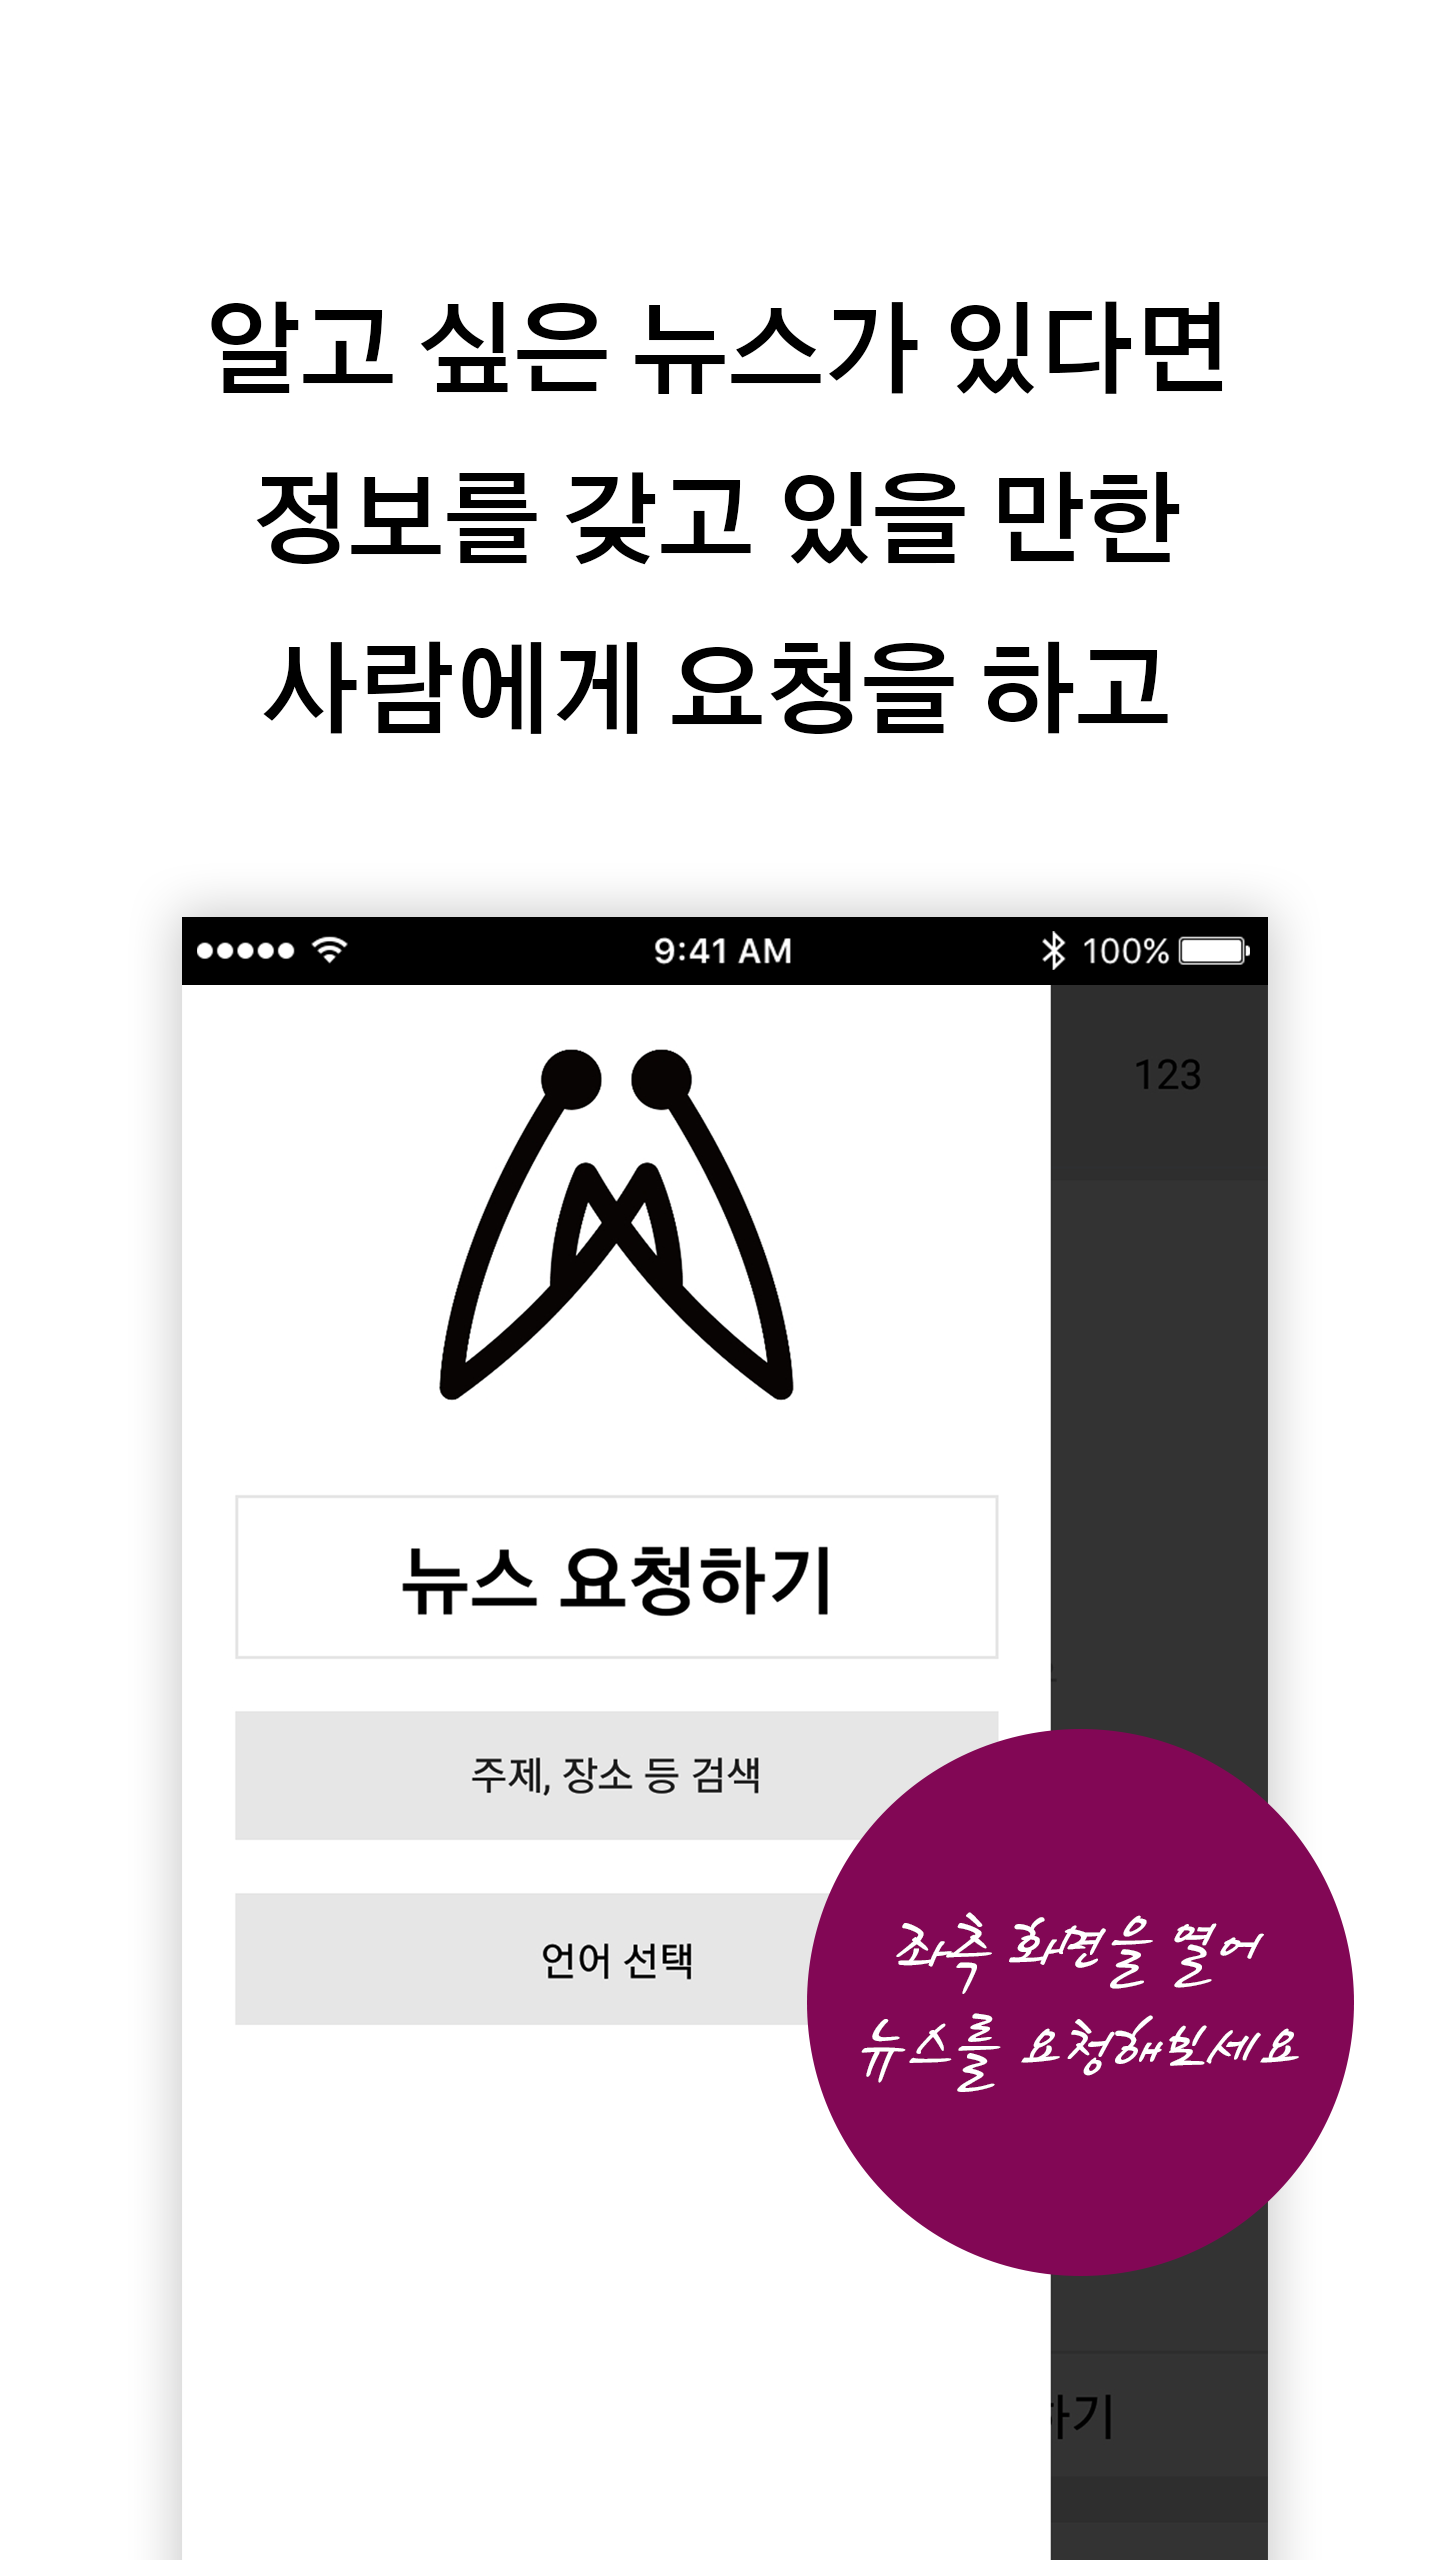 알고 싶은 뉴스가 있다면
정보를 갖고 있을 만한
사람에게 요청을 하고
9:41 AM
100%
123
뉴스 요청하기
주제, 장소 등 검색
언어 선택
좌측 화면을 열어
뉴스를 요청해보세요
하기